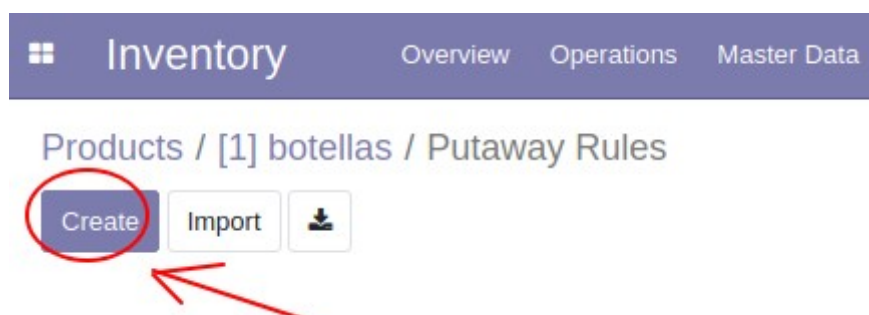 Inventory Overview Operations Master Data
Products / [1] botellas / Putaway Rules
Create Import